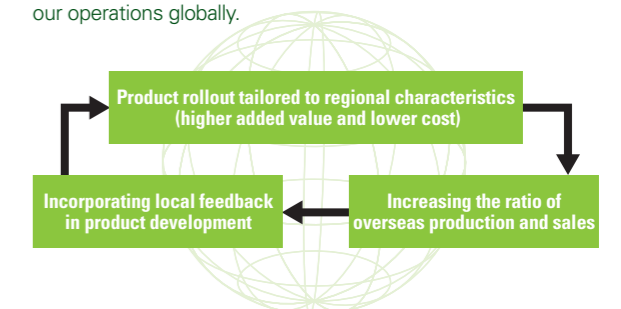 our operations globally.
Product rollout tailored to regional characteristics
(higher added value and lower cost)
Incorporating local feedback
in product development
Increasing the ratio of
overseas production and sales